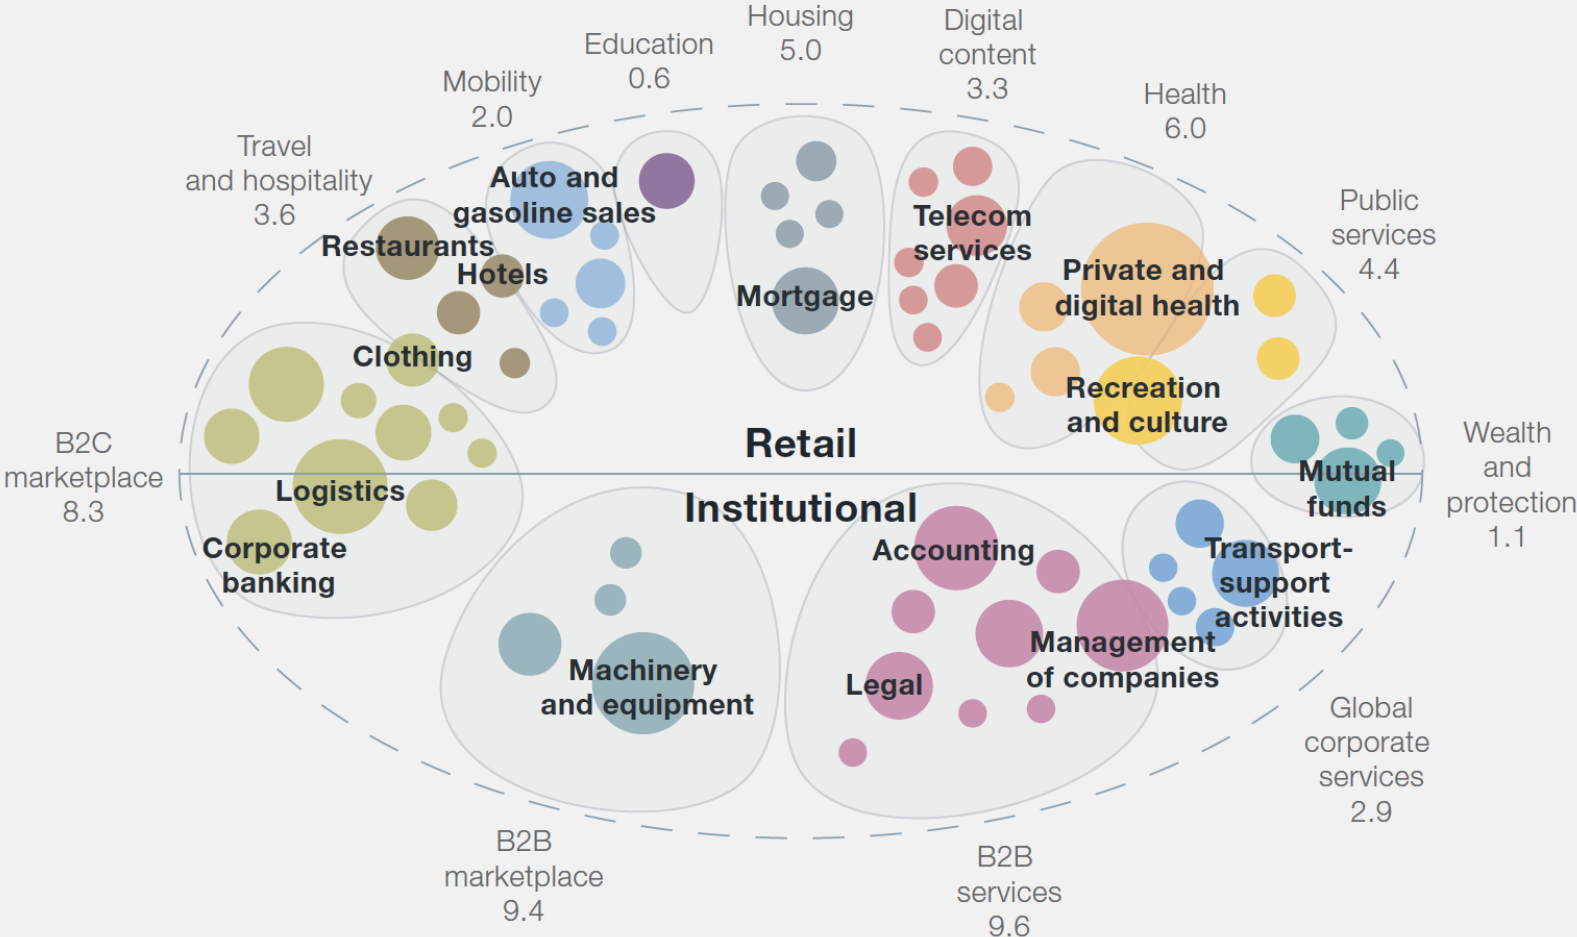 Housing
5.0
Digital
content
3.3
Education
0.6
Mobility
2.0
Health
6.0
Travel
and hospitality
3.6
Public
services
4.4
Auto and
gasoline sales
Restaurants
Hotels
Telecom
services
Mortgage
Private and
digital health
Clothing
Recreation
and culture
Retail
B2C
marketplace
8.3
Wealth
and
protection
1.1
Logistics
Mutual
funds
Institutional
Corporate
banking
Accounting
Transport-
support
activities
Machinery
and equipment
Legal
Management
of companies
Global
corporate
services
2.9
B2B
marketplace
9.4
B2B
services
9.6